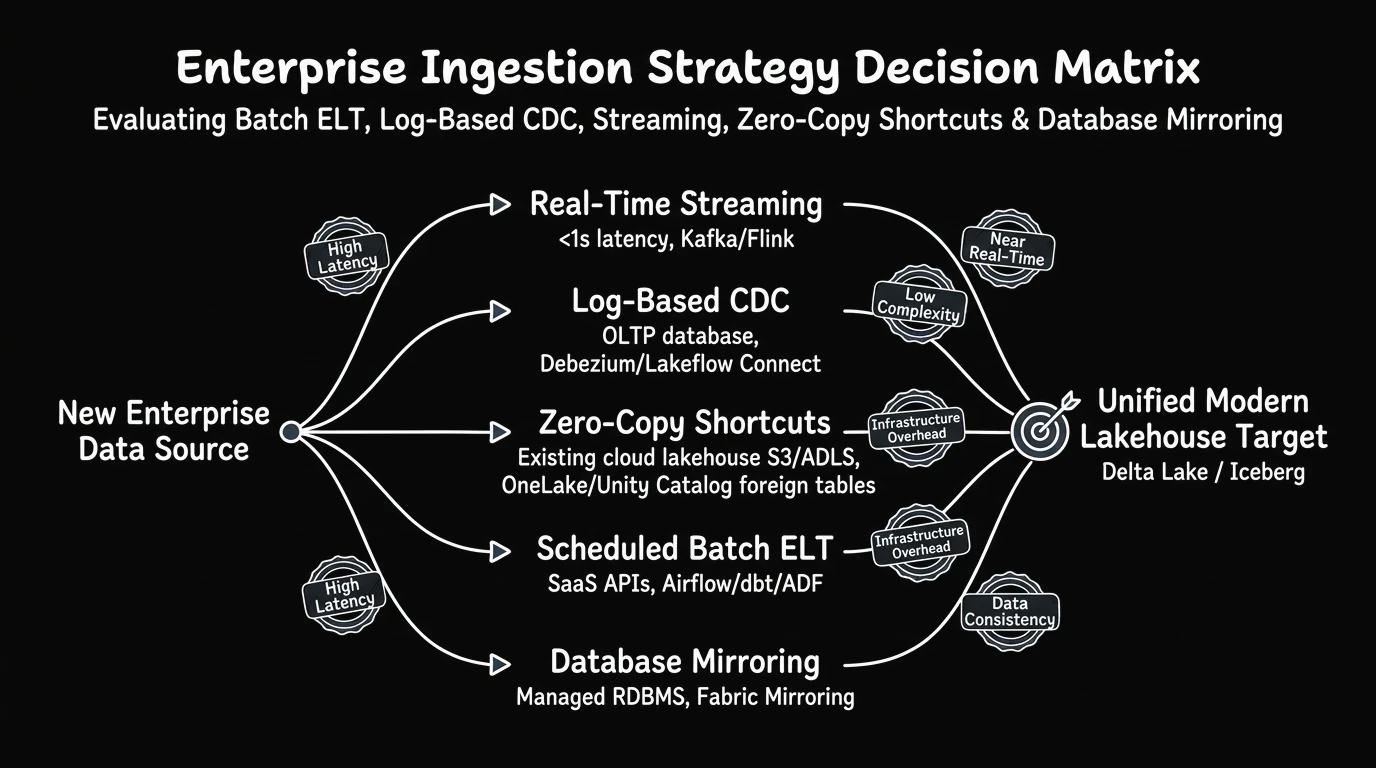 Enterprise Ingestion Strategy Decision Matrix
Evaluating Batch ELT, Log-Based CDC, Streaming, Zero-Copy Shortcuts & Database Mirroring
New Enterprise
Data Source
High
Latency
High
Latency
Real-Time Streaming
<1s latency, Kafka/Flink
Log-Based CDC
OLTP database,
Debezium/Lakeflow Connect
Zero-Copy Shortcuts
Existing cloud lakehouse S3/ADLS,
OneLake/Unity Catalog foreign tables
Scheduled Batch ELT
SaaS APIs, Airflow/dbt/ADF
Database Mirroring
Managed RDBMS, Fabric Mirroring
Near
Real-Time
Low
Complexity
Infrastructure
Overhead
Infrastructure
Overhead
Data
Consistency
Unified Modern
Lakehouse Target
Delta Lake / Iceberg